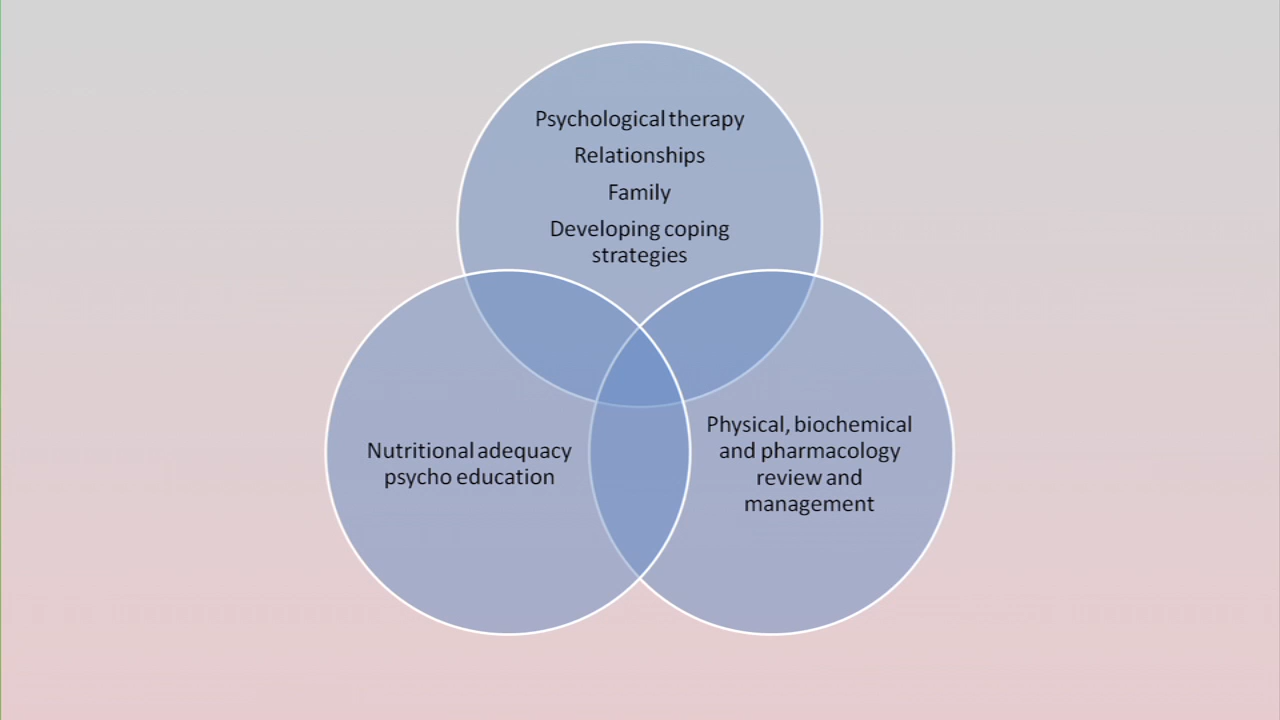 Psychological therapy
Relationships
Family
Developing coping
strategies
Nutritional adequacy
psycho education
Physical, biochemical
and pharmacology
review and
management